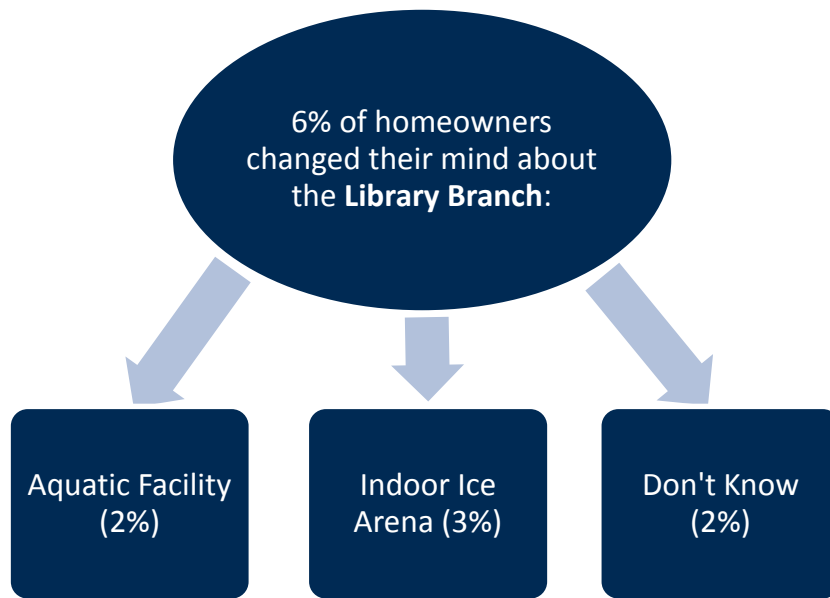 6% of homeowners
changed their mind about
the Library Branch:
Aquatic Facility
(2%)
Indoor Ice
Arena (3%)
Don't Know
(2%)